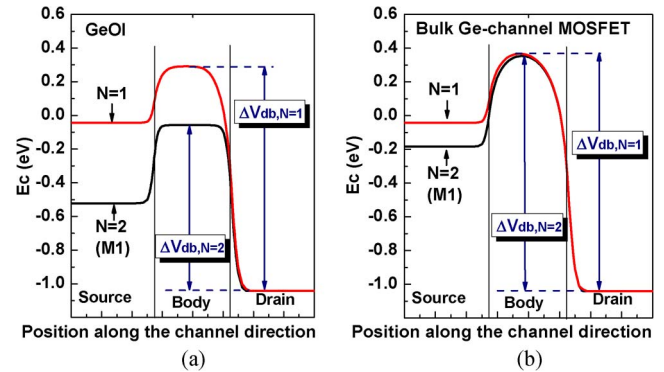 GeOI
Ec (eV)
0.6
0.4
0.2
0.0
-0.2
-0.4
-0.6
-0.8
-1.0
N=1
N=2
(M1)
ΔVdb,N=1
ΔVdb,N=2
Source
Body
Drain
Position along the channel direction
(a)
Bulk Ge-channel MOSFET
Ec (eV)
0.6
0.4
0.2
0.0
-0.2
-0.4
-0.6
-0.8
-1.0
N=1
N=2
(M1)
ΔVdb,N=1
ΔVdb,N=2
Source
Body
Drain
Position along the channel direction
(b)